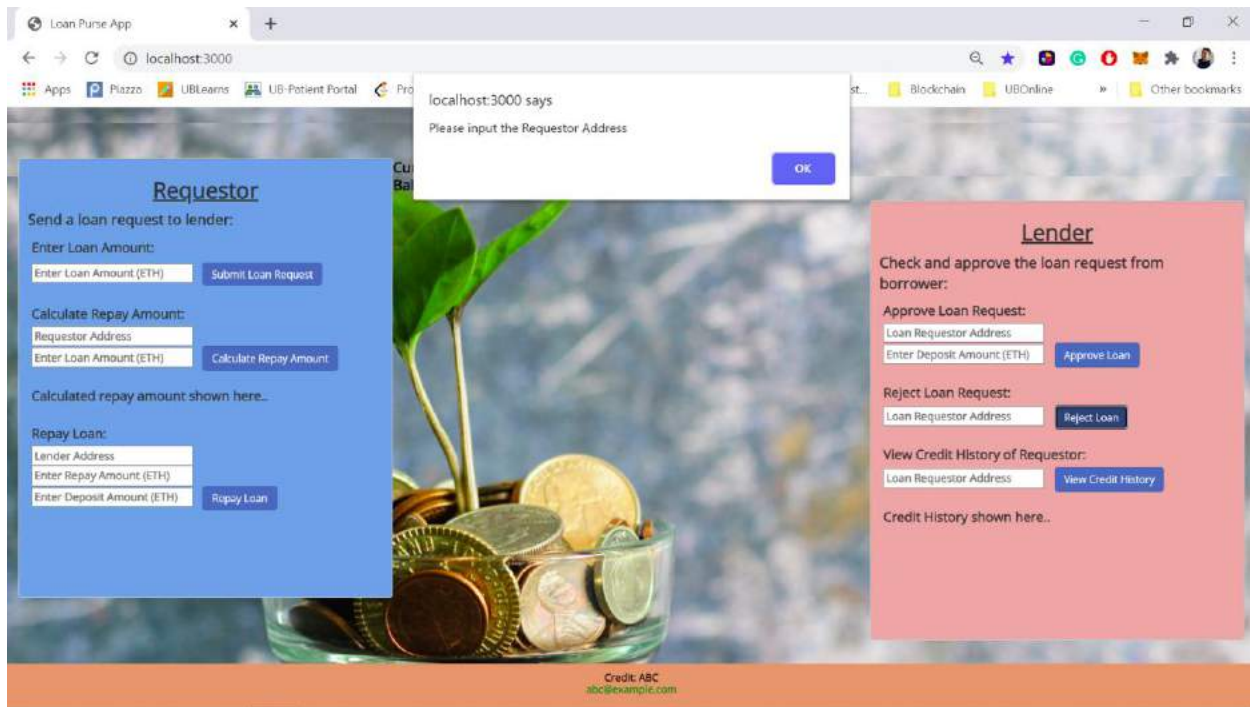 Loan Purse App
localhost:3000
Apps Piazza UBLearns UB-Patient Portal Pro st... Blockchain UBOnline » Other bookmarks
localhost:3000 says
Please input the Requestor Address
OK
Cu
Bal
Requestor
Send a loan request to lender:
Enter Loan Amount:
Enter Loan Amount (ETH) Submit Loan Request
Calculate Repay Amount:
Requestor Address
Enter Loan Amount (ETH) Calculate Repay Amount
Calculated repay amount shown here..
Repay Loan:
Lender Address
Enter Repay Amount (ETH)
Enter Deposit Amount (ETH) Repay Loan
Lender
Check and approve the loan request from
borrower:
Approve Loan Request:
Loan Requestor Address
Enter Deposit Amount (ETH) Approve Loan
Reject Loan Request:
Loan Requestor Address Reject Loan
View Credit History of Requestor:
Loan Requestor Address View Credit History
Credit History shown here..
Credit: ABC
abc@example.com